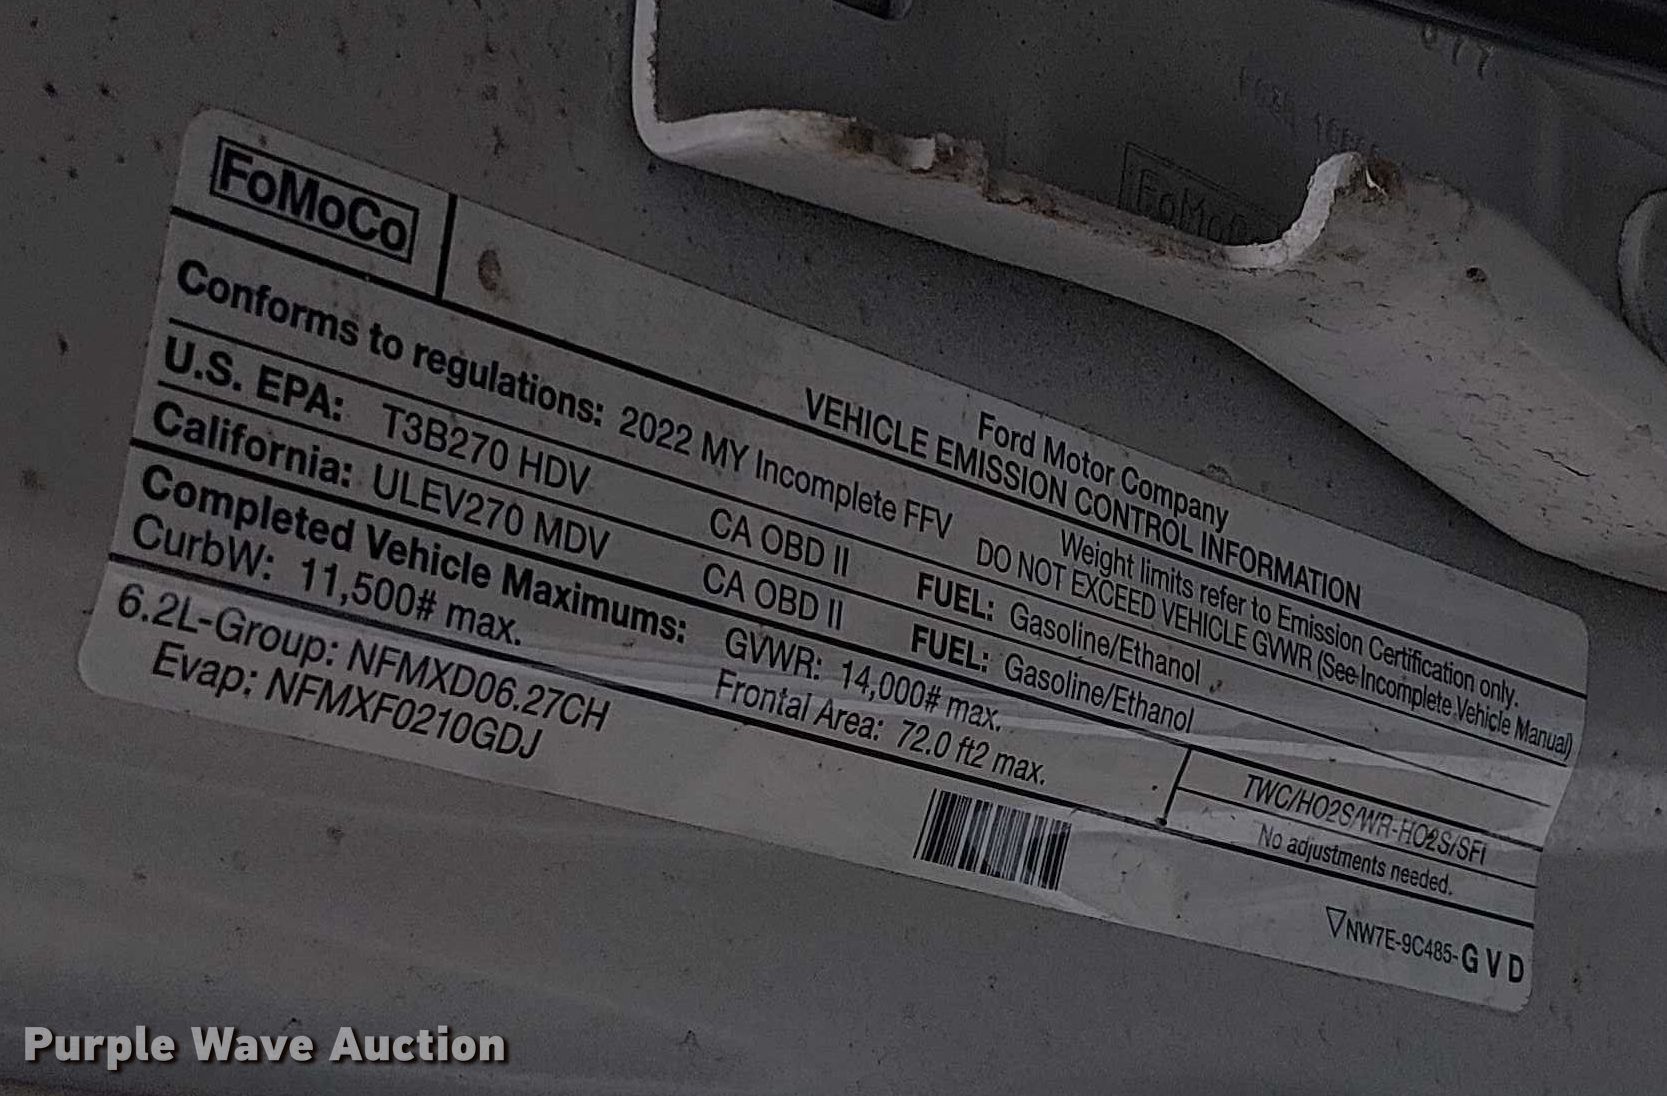 FoMoCo
Ford Motor Company
VEHICLE EMISSION CONTROL INFORMATION
Conforms to regulations: 2022 MY Incomplete FFV
Weight limits refer to Emission Certification only.
DO NOT EXCEED VEHICLE GVWR (See Incomplete Vehicle Manual)
U.S. EPA: T3B270 HDV CA OBD II FUEL: Gasoline/Ethanol
California: ULEV270 MDV CA OBD II FUEL: Gasoline/Ethanol
Completed Vehicle Maximums: GVWR: 14,000# max.
CurbW: 11,500# max. Frontal Area: 72.0 ft2 max.
TWC/HO2S/WR-HO2S/SFI
No adjustments needed.
6.2L-Group: NFMXD06.27CH
Evap: NFMXF0210GDJ
NW7E-9C485-G V D
FoMoCo
Purple Wave Auction